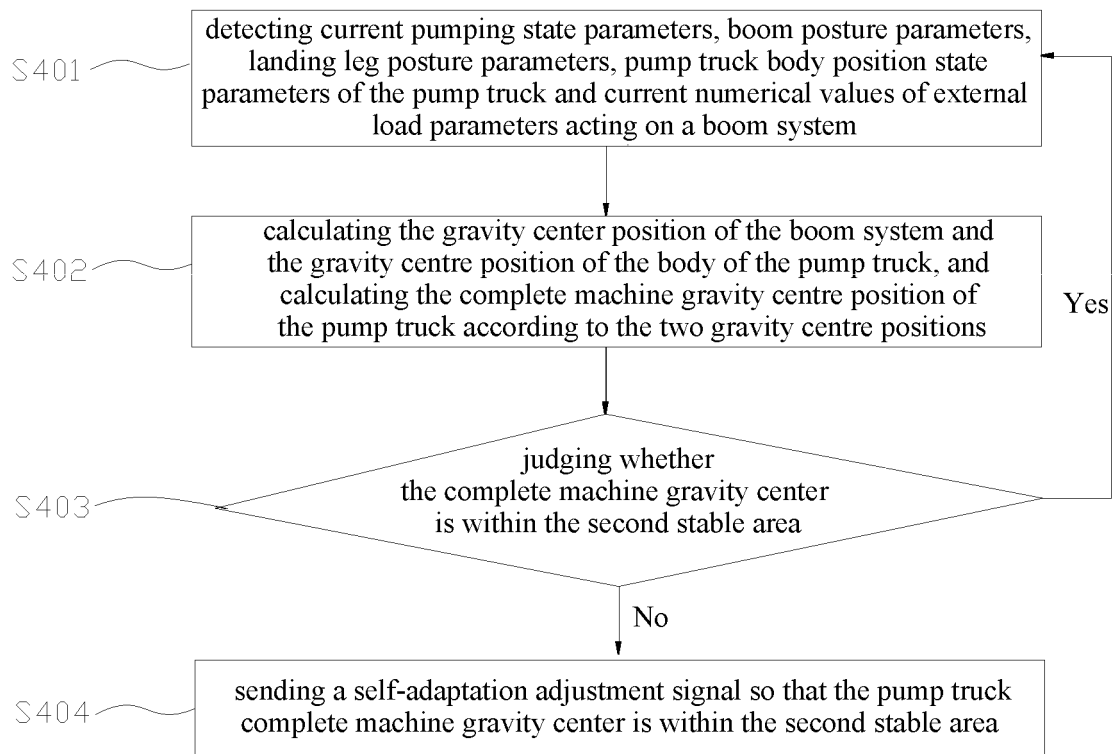 detecting current pumping state parameters, boom posture parameters,
landing leg posture parameters, pump truck body position state
parameters of the pump truck and current numerical values of external
load parameters acting on a boom system
S401
calculating the gravity center position of the boom system and
the gravity centre position of the body of the pump truck, and
calculating the complete machine gravity centre position of
the pump truck according to the two gravity centre positions
S402
Yes
judging whether
the complete machine gravity center
is within the second stable area
S403
No
sending a self-adaptation adjustment signal so that the pump truck
complete machine gravity center is within the second stable area
S404